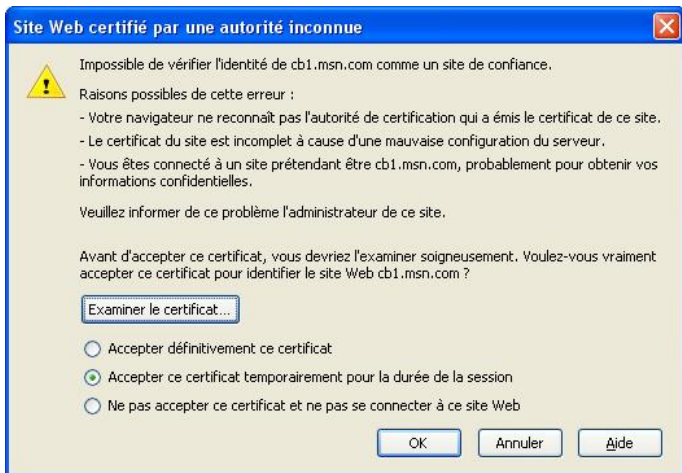 Site Web certifié par une autorité inconnue
Impossible de vérifier l'identité de cb1.msn.com comme un site de confiance.
Raisons possibles de cette erreur :
- Votre navigateur ne reconnaît pas l'autorité de certification qui a émis le certificat de ce site.
- Le certificat du site est incomplet à cause d'une mauvaise configuration du serveur.
- Vous êtes connecté à un site prétendant être cb1.msn.com, probablement pour obtenir vos
informations confidentielles.
Veuillez informer de ce problème l'administrateur de ce site.
Avant d'accepter ce certificat, vous devriez l'examiner soigneusement. Voulez-vous vraiment
accepter ce certificat pour identifier le site Web cb1.msn.com ?
Examiner le certificat...
Accepter définitivement ce certificat
Accepter ce certificat temporairement pour la durée de la session
Ne pas accepter ce certificat et ne pas se connecter à ce site Web
OK Annuler Aide